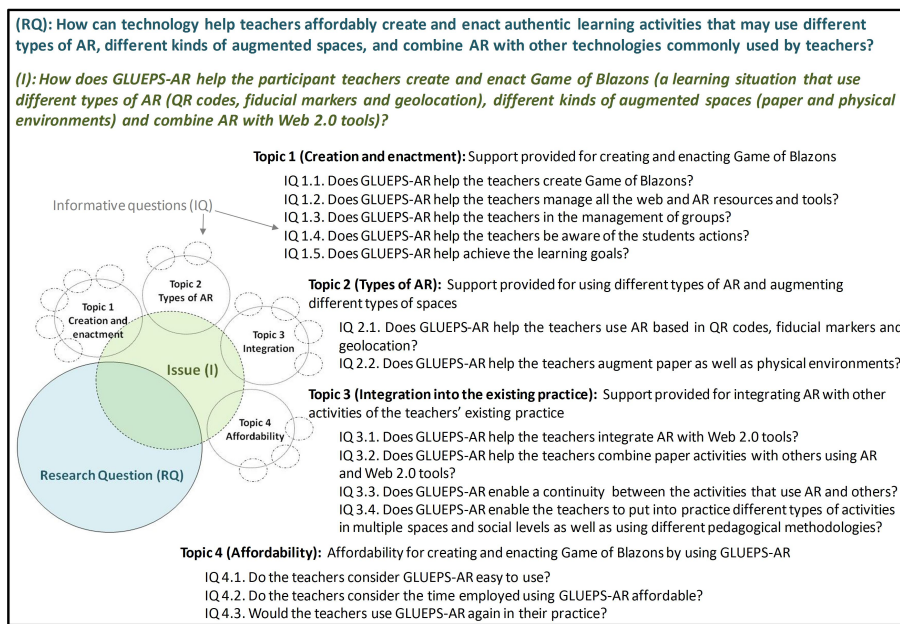 (RQ): How can technology help teachers affordably create and enact authentic learning activities that may use different
types of AR, different kinds of augmented spaces, and combine AR with other technologies commonly used by teachers?
(I): How does GLUEPS-AR help the participant teachers create and enact Game of Blazons (a learning situation that use
different types of AR (QR codes, fiducial markers and geolocation), different kinds of augmented spaces (paper and physical
environments) and combine AR with Web 2.0 tools)?
Topic 1 (Creation and enactment): Support provided for creating and enacting Game of Blazons
IQ 1.1. Does GLUEPS-AR help the teachers create Game of Blazons?
IQ 1.2. Does GLUEPS-AR help the teachers manage all the web and AR resources and tools?
IQ 1.3. Does GLUEPS-AR help the teachers in the management of groups?
IQ 1.4. Does GLUEPS-AR help the teachers be aware of the students actions?
IQ 1.5. Does GLUEPS-AR help achieve the learning goals?
Informative questions (IQ)
Topic 1
Creation and
enactment
Topic 2
Types of AR
Topic 3
Integration
Topic 4
Affordability
Issue (I)
Research Question (RQ)
Topic 2 (Types of AR): Support provided for using different types of AR and augmenting
different types of spaces
IQ 2.1. Does GLUEPS-AR help the teachers use AR based in QR codes, fiducial markers and
geolocation?
IQ 2.2. Does GLUEPS-AR help the teachers augment paper as well as physical environments?
Topic 3 (Integration into the existing practice): Support provided for integrating AR with other
activities of the teachers' existing practice
IQ 3.1. Does GLUEPS-AR help the teachers integrate AR with Web 2.0 tools?
IQ 3.2. Does GLUEPS-AR help the teachers combine paper activities with others using AR
and Web 2.0 tools?
IQ 3.3. Does GLUEPS-AR enable a continuity between the activities that use AR and others?
IQ 3.4. Does GLUEPS-AR enable the teachers to put into practice different types of activities
in multiple spaces and social levels as well as using different pedagogical methodologies?
Topic 4 (Affordability): Affordability for creating and enacting Game of Blazons by using GLUEPS-AR
IQ 4.1. Do the teachers consider GLUEPS-AR easy to use?
IQ 4.2. Do the teachers consider the time employed using GLUEPS-AR affordable?
IQ 4.3. Would the teachers use GLUEPS-AR again in their practice?